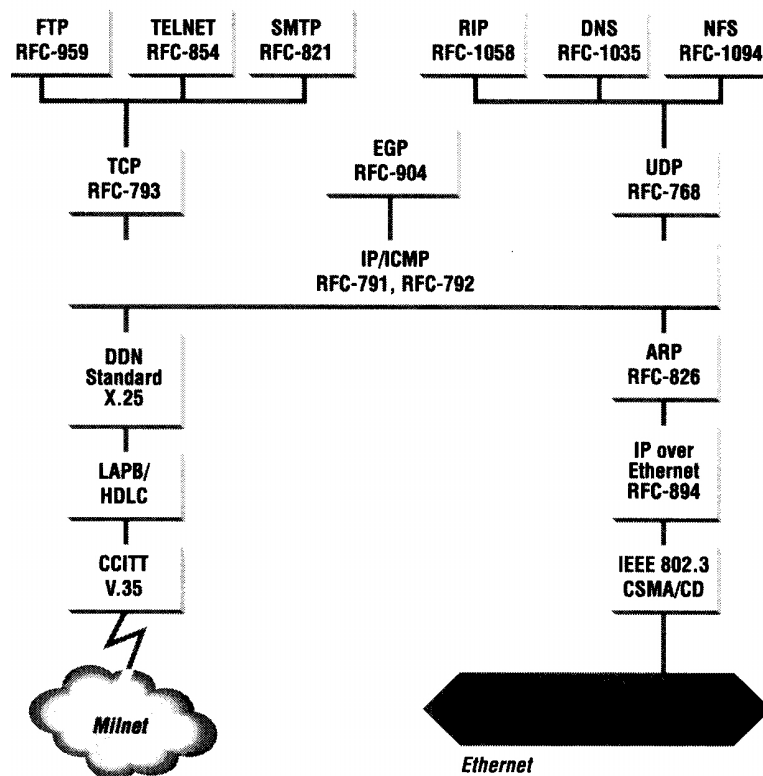 FTP
RFC-959
TELNET
RFC-854
SMTP
RFC-821
RIP
RFC-1058
DNS
RFC-1035
NFS
RFC-1094
TCP
RFC-793
EGP
RFC-904
UDP
RFC-768
IP/ICMP
RFC-791, RFC-792
DDN
Standard
X.25
ARP
RFC-826
LAPB/
HDLC
IP over
Ethernet
RFC-894
CCITT
V.35
IEEE 802.3
CSMA/CD
Milnet
Ethernet